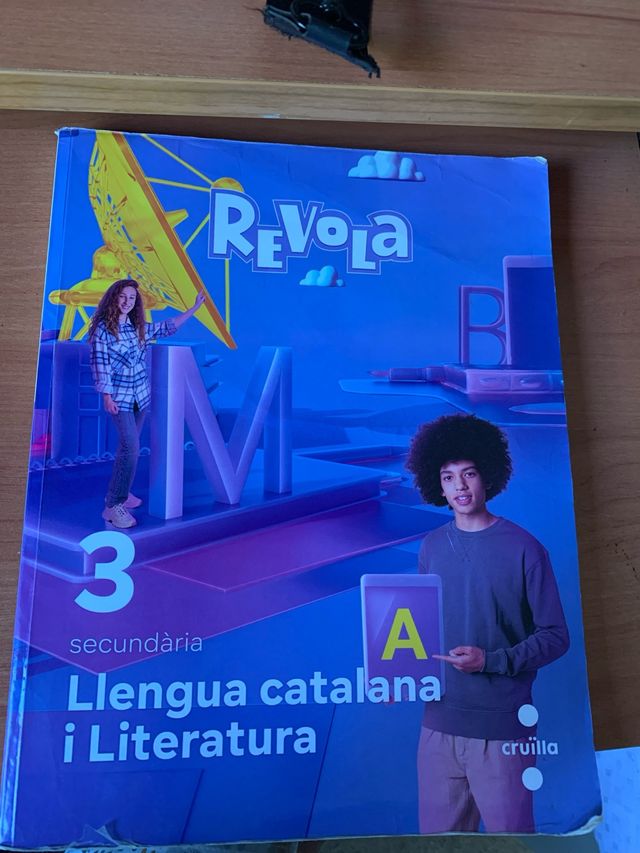 REVOLA
B
M
3
secundària
A
Llengua catalana
i Literatura
cruïlla